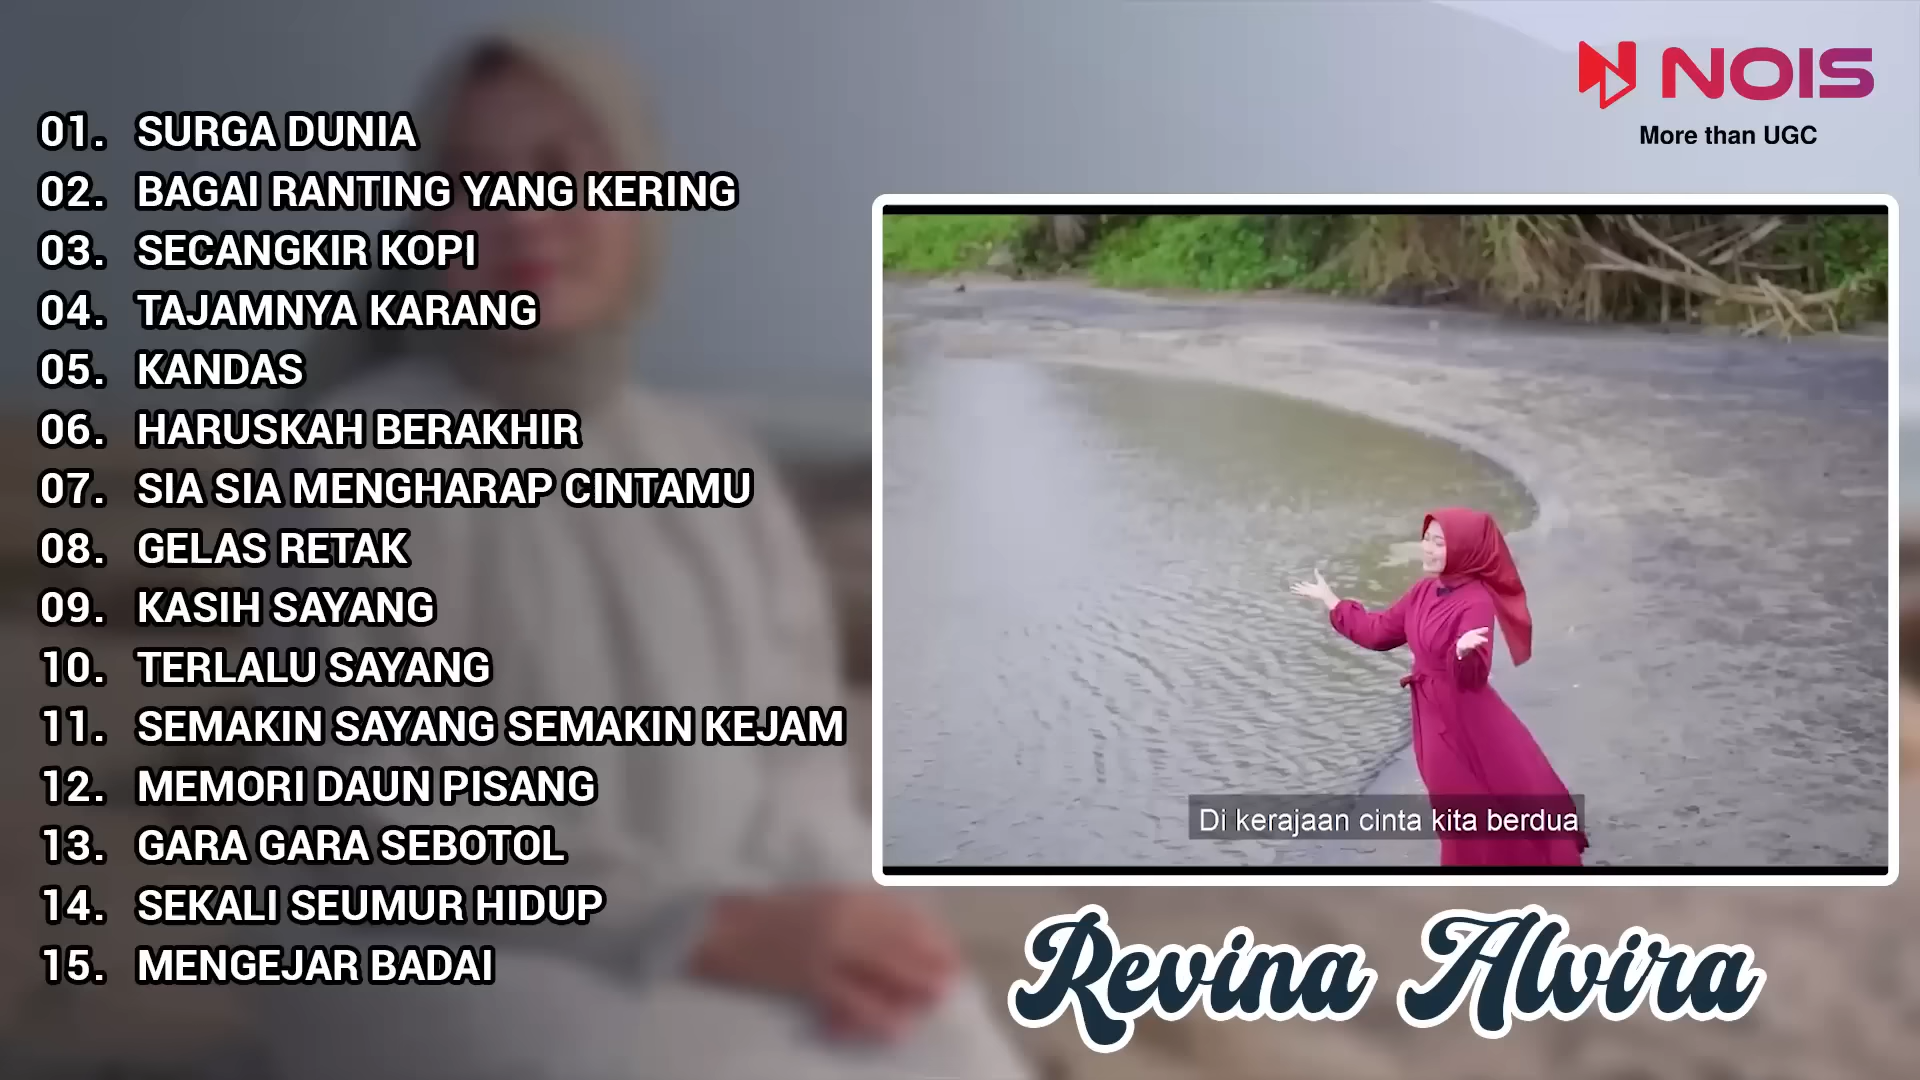 01. SURGA DUNIA
02. BAGAI RANTING YANG KERING
03. SECANGKIR KOPI
04. TAJAMNYA KARANG
05. KANDAS
06. HARUSKAH BERAKHIR
07. SIA SIA MENGHARAP CINTAMU
08. GELAS RETAK
09. KASIH SAYANG
10. TERLALU SAYANG
11. SEMAKIN SAYANG SEMAKIN KEJAM
12. MEMORI DAUN PISANG
13. GARA GARA SEBOTOL
14. SEKALI SEUMUR HIDUP
15. MENGEJAR BADAI
NOIS
More than UGC
Di kerajaan cinta kita berdua
Revina Alvira